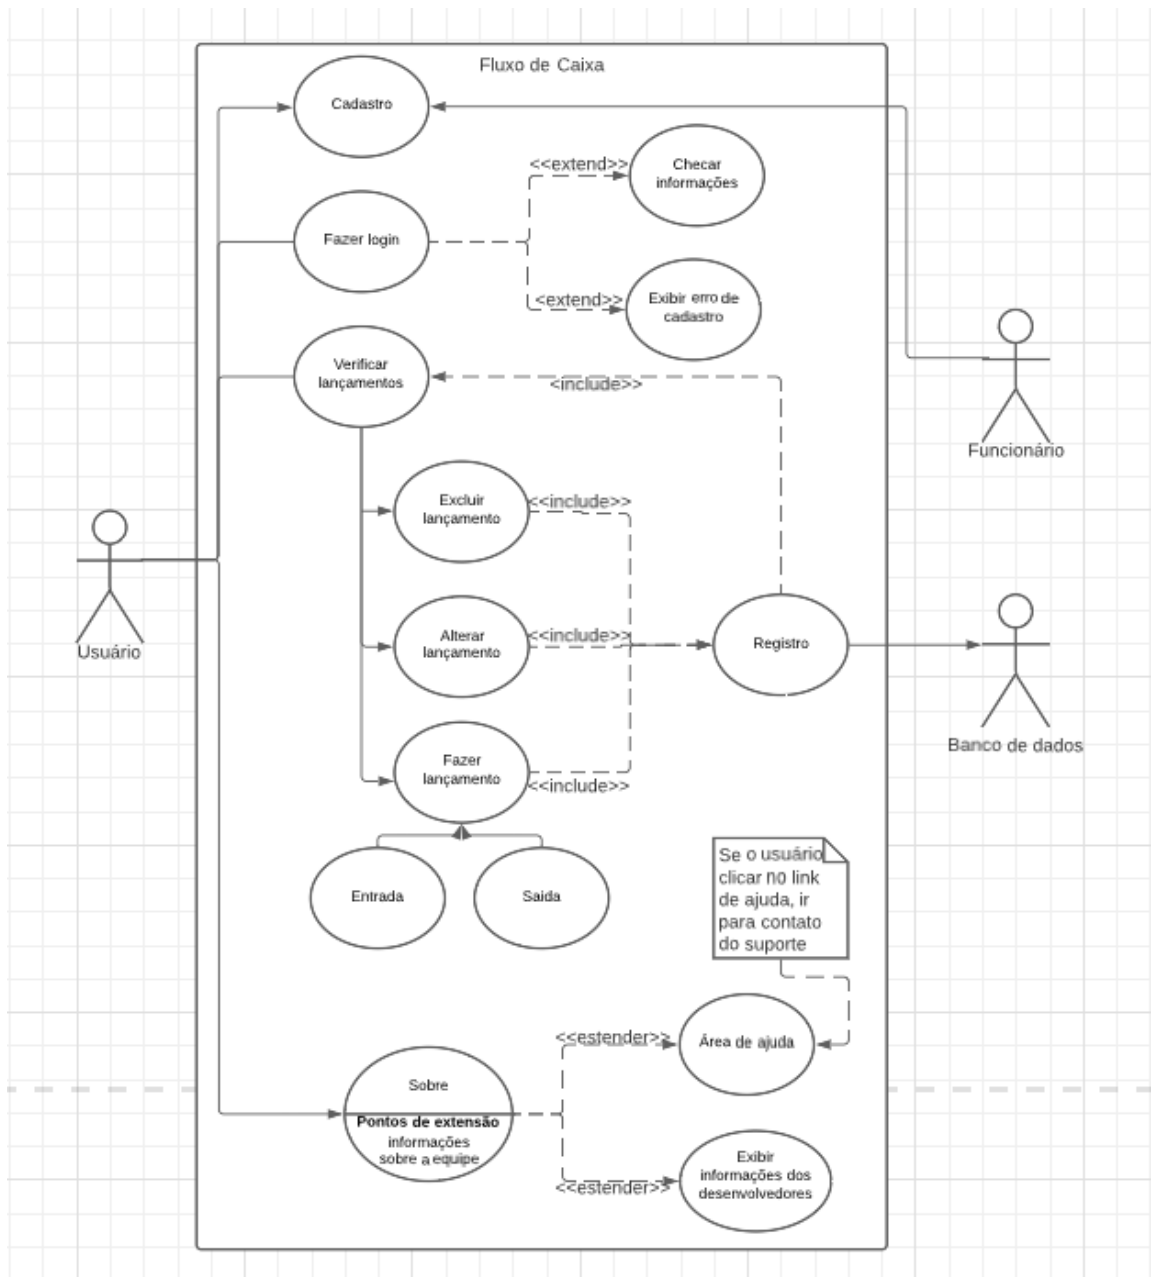 Fluxo de Caixa
Cadastro
<<extend>>
Checar
informações
Fazer login
<extend>>
Exibir erro de
cadastro
Verificar
lançamentos
<include>>
Funcionário
Excluir
lançamento
<<include>>
Usuário
Alterar
lançamento
<<include>>
Registro
Banco de dados
Fazer
lançamento
<<include>>
Entrada
Saida
Se o usuário
clicar no link
de ajuda, ir
para contato
do suporte
<<estender>>
Área de ajuda
Sobre
Pontos de extensão
informações
sobre a equipe
<<estender>>
Exibir
informações dos
desenvolvedores